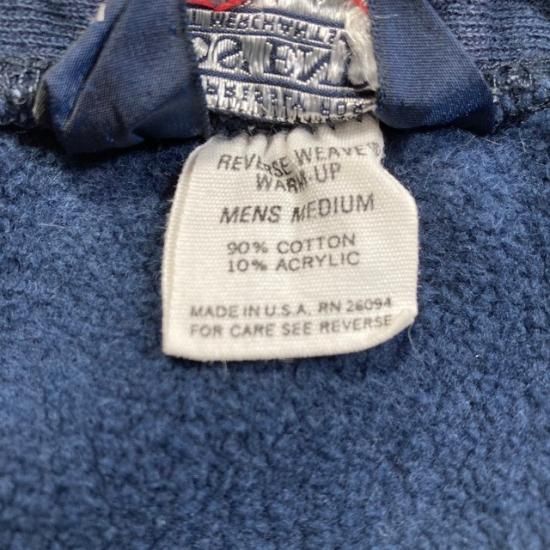 REVERSE WEAVE®
WARM-UP
MENS MEDIUM
90% COTTON
10% ACRYLIC
MADE IN U.S.A. RN 26094
FOR CARE SEE REVERSE